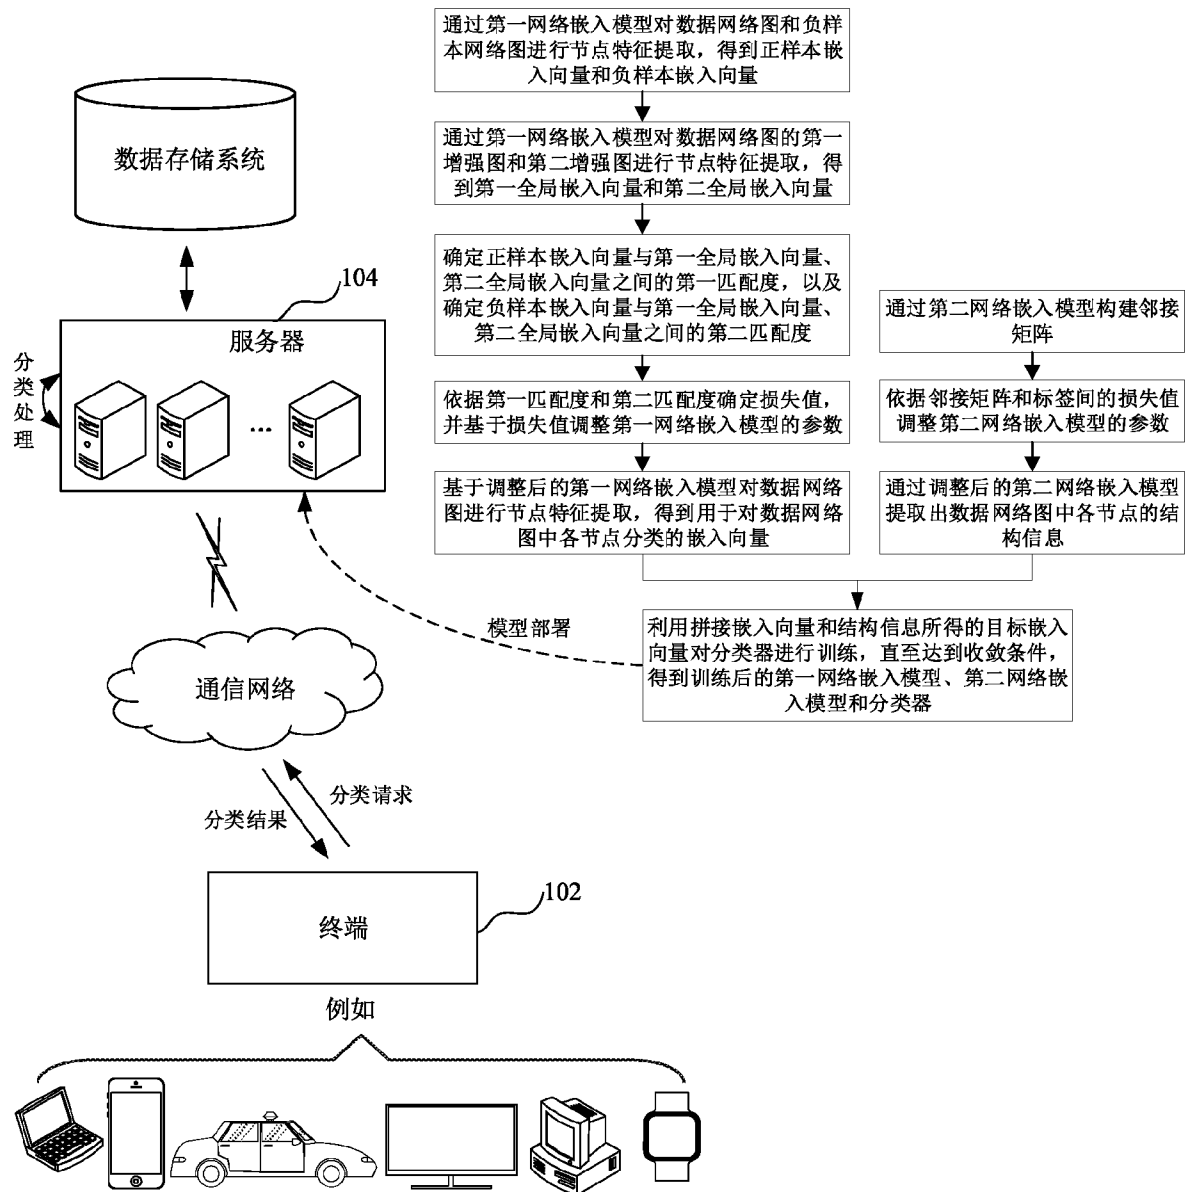 通过第一网络嵌入模型对数据网络图和负样
本网络图进行节点特征提取，得到正样本嵌
入向量和负样本嵌入向量
通过第一网络嵌入模型对数据网络图的第一
增强图和第二增强图进行节点特征提取，得
到第一全局嵌入向量和第二全局嵌入向量
确定正样本嵌入向量与第一全局嵌入向量、
第二全局嵌入向量之间的第一匹配度，以及
确定负样本嵌入向量与第一全局嵌入向量、
第二全局嵌入向量之间的第二匹配度
依据第一匹配度和第二匹配度确定损失值，
并基于损失值调整第一网络嵌入模型的参数
基于调整后的第一网络嵌入模型对数据网络
图进行节点特征提取，得到用于对数据网络
图中各节点分类的嵌入向量
通过第二网络嵌入模型构建邻接
矩阵
依据邻接矩阵和标签间的损失值
调整第二网络嵌入模型的参数
通过调整后的第二网络嵌入模型
提取出数据网络图中各节点的结
构信息
利用拼接嵌入向量和结构信息所得的目标嵌入
向量对分类器进行训练，直至达到收敛条件，
得到训练后的第一网络嵌入模型、第二网络嵌
入模型和分类器
模型部署
数据存储系统
104
服务器
分类处理
...
通信网络
分类请求
分类结果
102
终端
例如